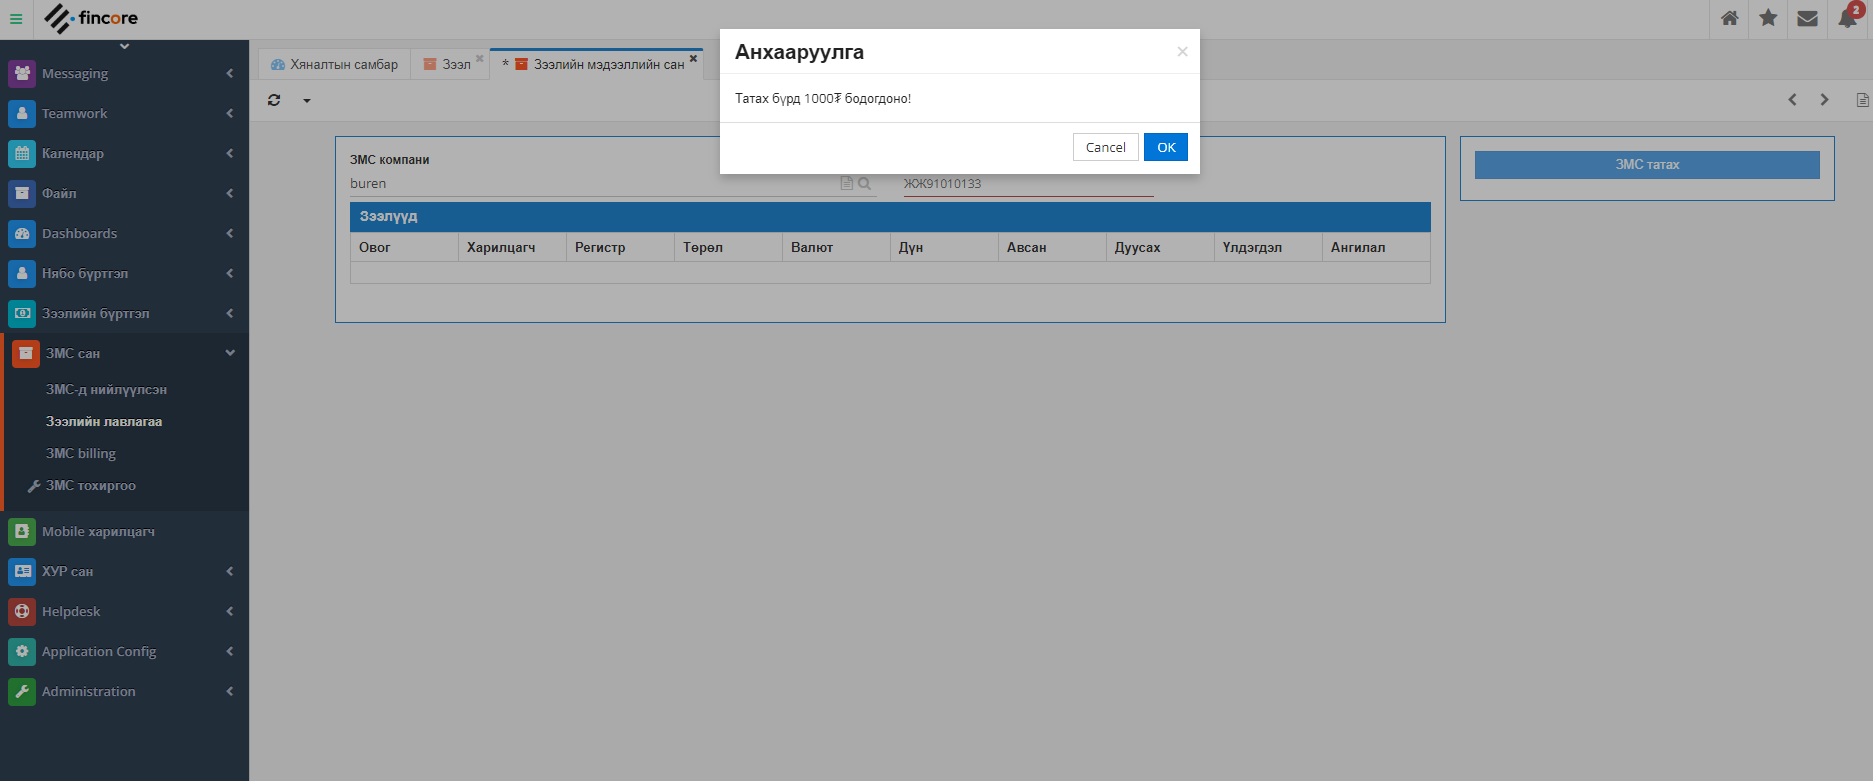 fincore
2
Messaging
Teamwork
Календар
Файл
Dashboards
Нябо бүртгэл
Зээлийн бүртгэл
ЗМС сан
ЗМС-д нийлүүлсэн
Зээлийн лавлагаа
ЗМС billing
ЗМС тохиргоо
Mobile харилцагч
ХУР сан
Helpdesk
Application Config
Administration
Хяналтын самбар
Зээл
* Зээлийн мэдээллийн сан
Анхааруулга
Татах бүрд 1000₮ бодогдоно!
Cancel OK
ЗМС компани
buren ЖЖ91010133
Зээлүүд
Овог Харилцагч Регистр Төрөл Валют Дүн Авсан Дуусах Үлдэгдэл Ангилал
ЗМС татах